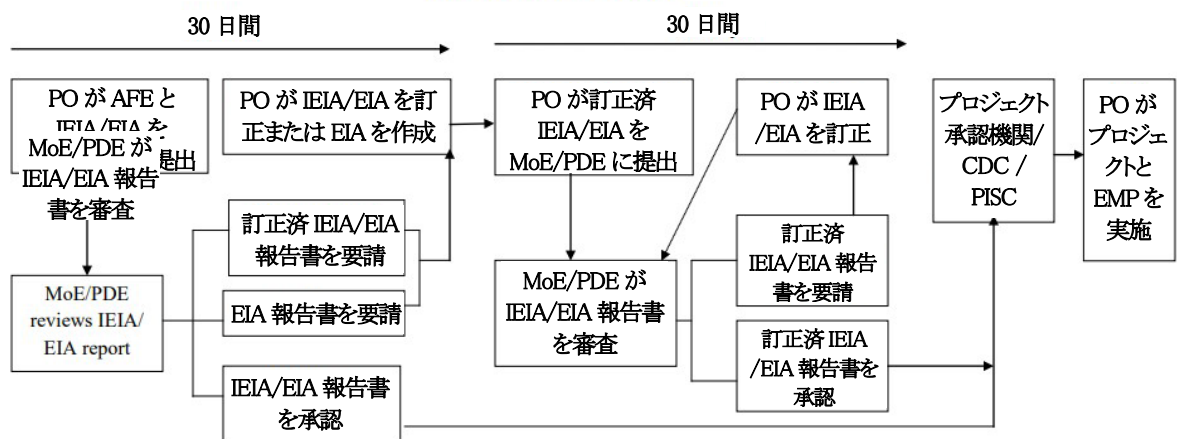 30 日間
30 日間
PO が AFE と
IEIA/EIA を
提出
MoE/PDE が
IEIA/EIA 報告
書を審査
PO が IEIA/EIA を訂
正または EIA を作成
PO が訂正済
IEIA/EIA を
MoE/PDE に提出
PO が IEIA
/EIA を訂正
プロジェクト
承認機関/
CDC /
PISC
PO が
プロジェ
クトと
EMP を
実施
訂正済 IEIA/EIA
報告書を要請
EIA 報告書を要請
IEIA/EIA 報告書
を承認
MoE/PDE
reviews IEIA/
EIA report
MoE/PDE が
IEIA/EIA 報告書
を審査
訂正済
IEIA/EIA 報告
書を要請
訂正済 IEIA
/EIA 報告書を
承認